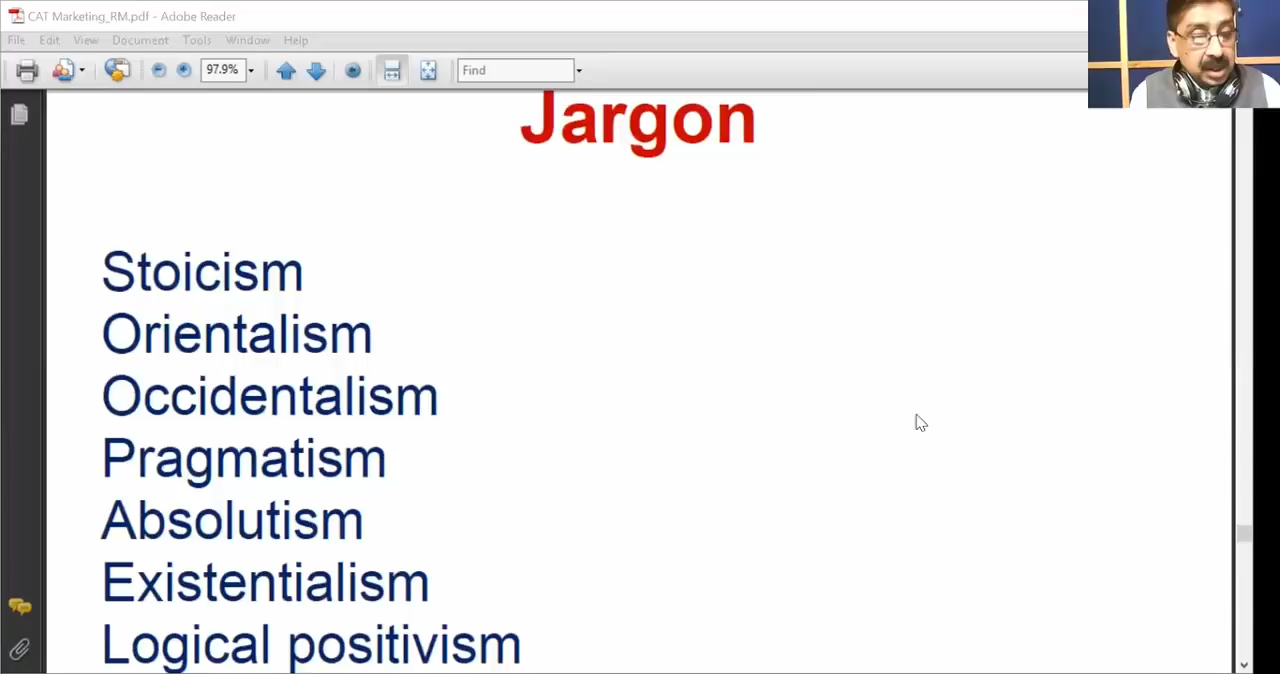 CAT Marketing_RM.pdf - Adobe Reader
File Edit View Document Tools Window Help
97.9% Find
Jargon
Stoicism
Orientalism
Occidentalism
Pragmatism
Absolutism
Existentialism
Logical positivism